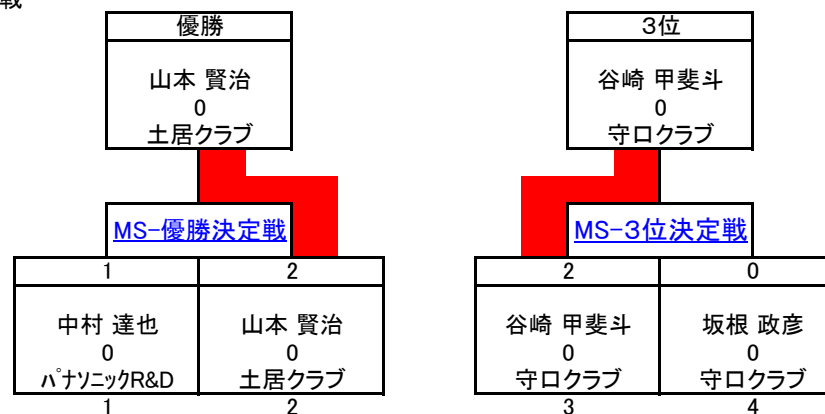 戦
優勝
山本 賢治
0
土居クラブ
3位
谷崎 甲斐斗
0
守口クラブ
MS-優勝決定戦
MS-3位決定戦
1 2
2 0
中村 達也
0
パナソニックR&D
山本 賢治
0
土居クラブ
谷崎 甲斐斗
0
守口クラブ
坂根 政彦
0
守口クラブ
1 2
3 4